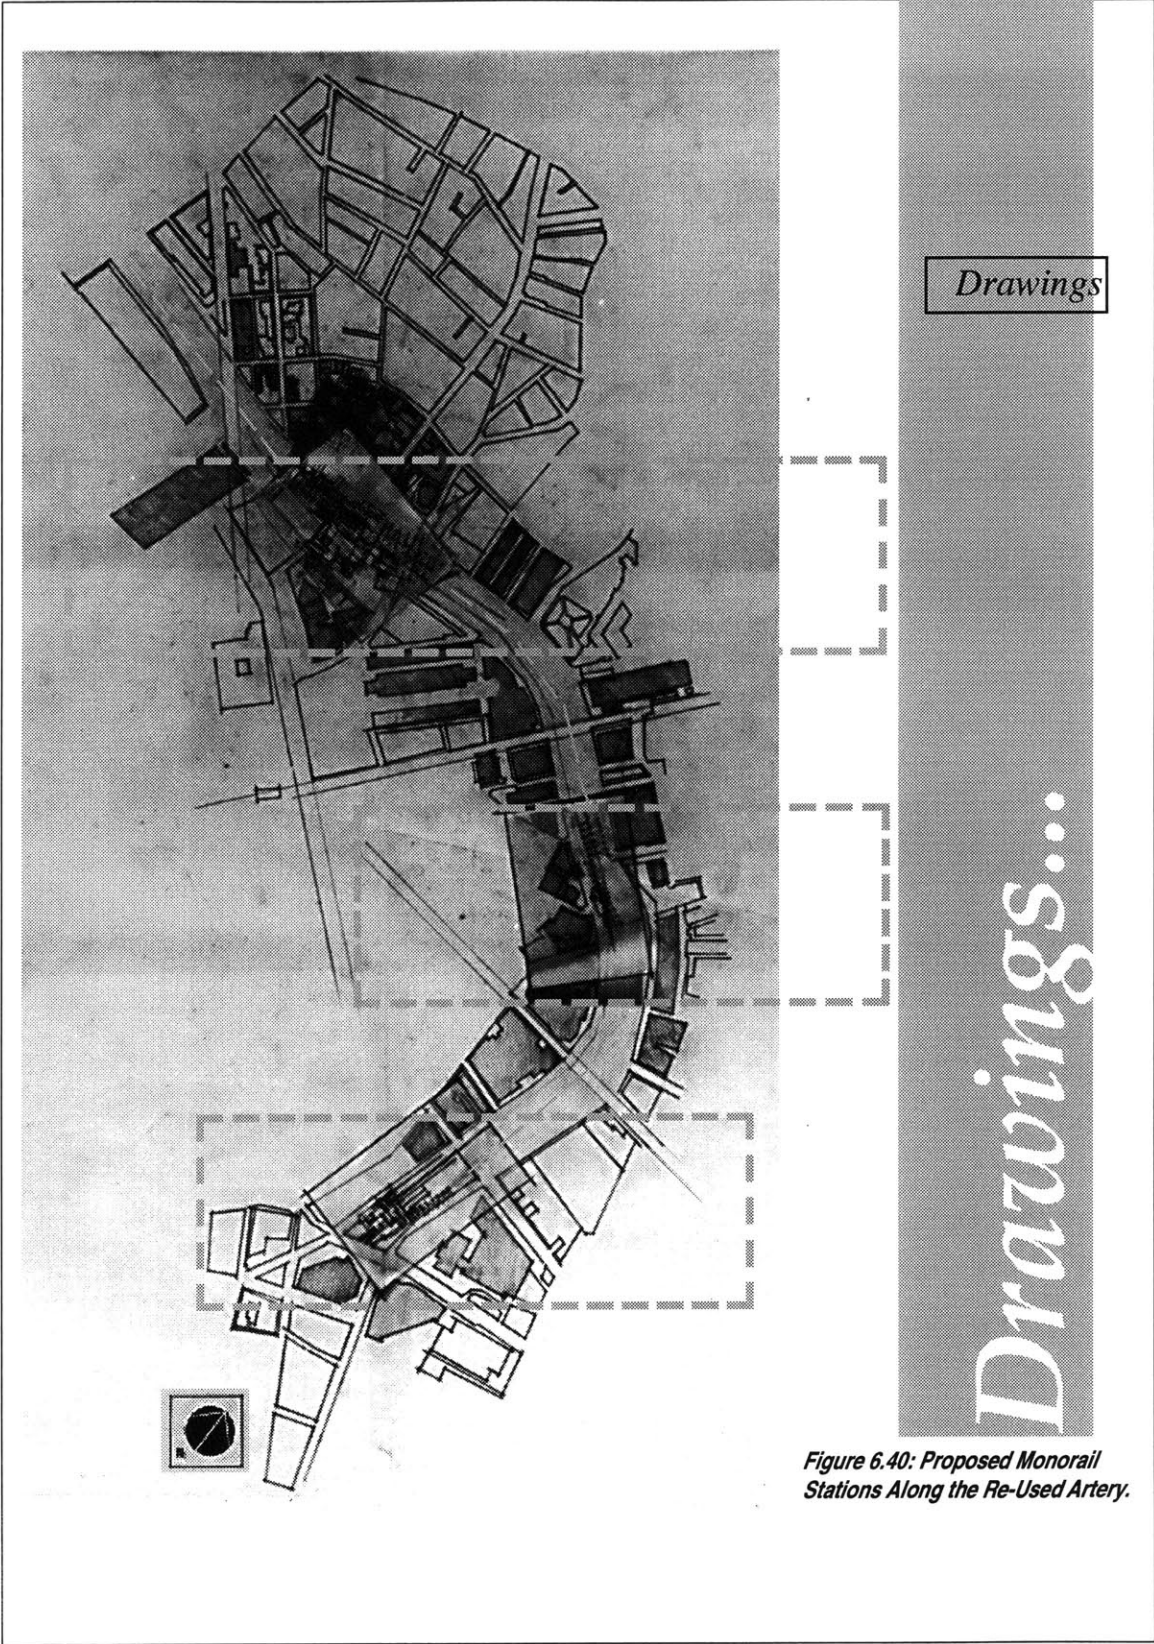 Drawings
Drawings...
Figure 6.40: Proposed Monorail
Stations Along the Re-Used Artery.